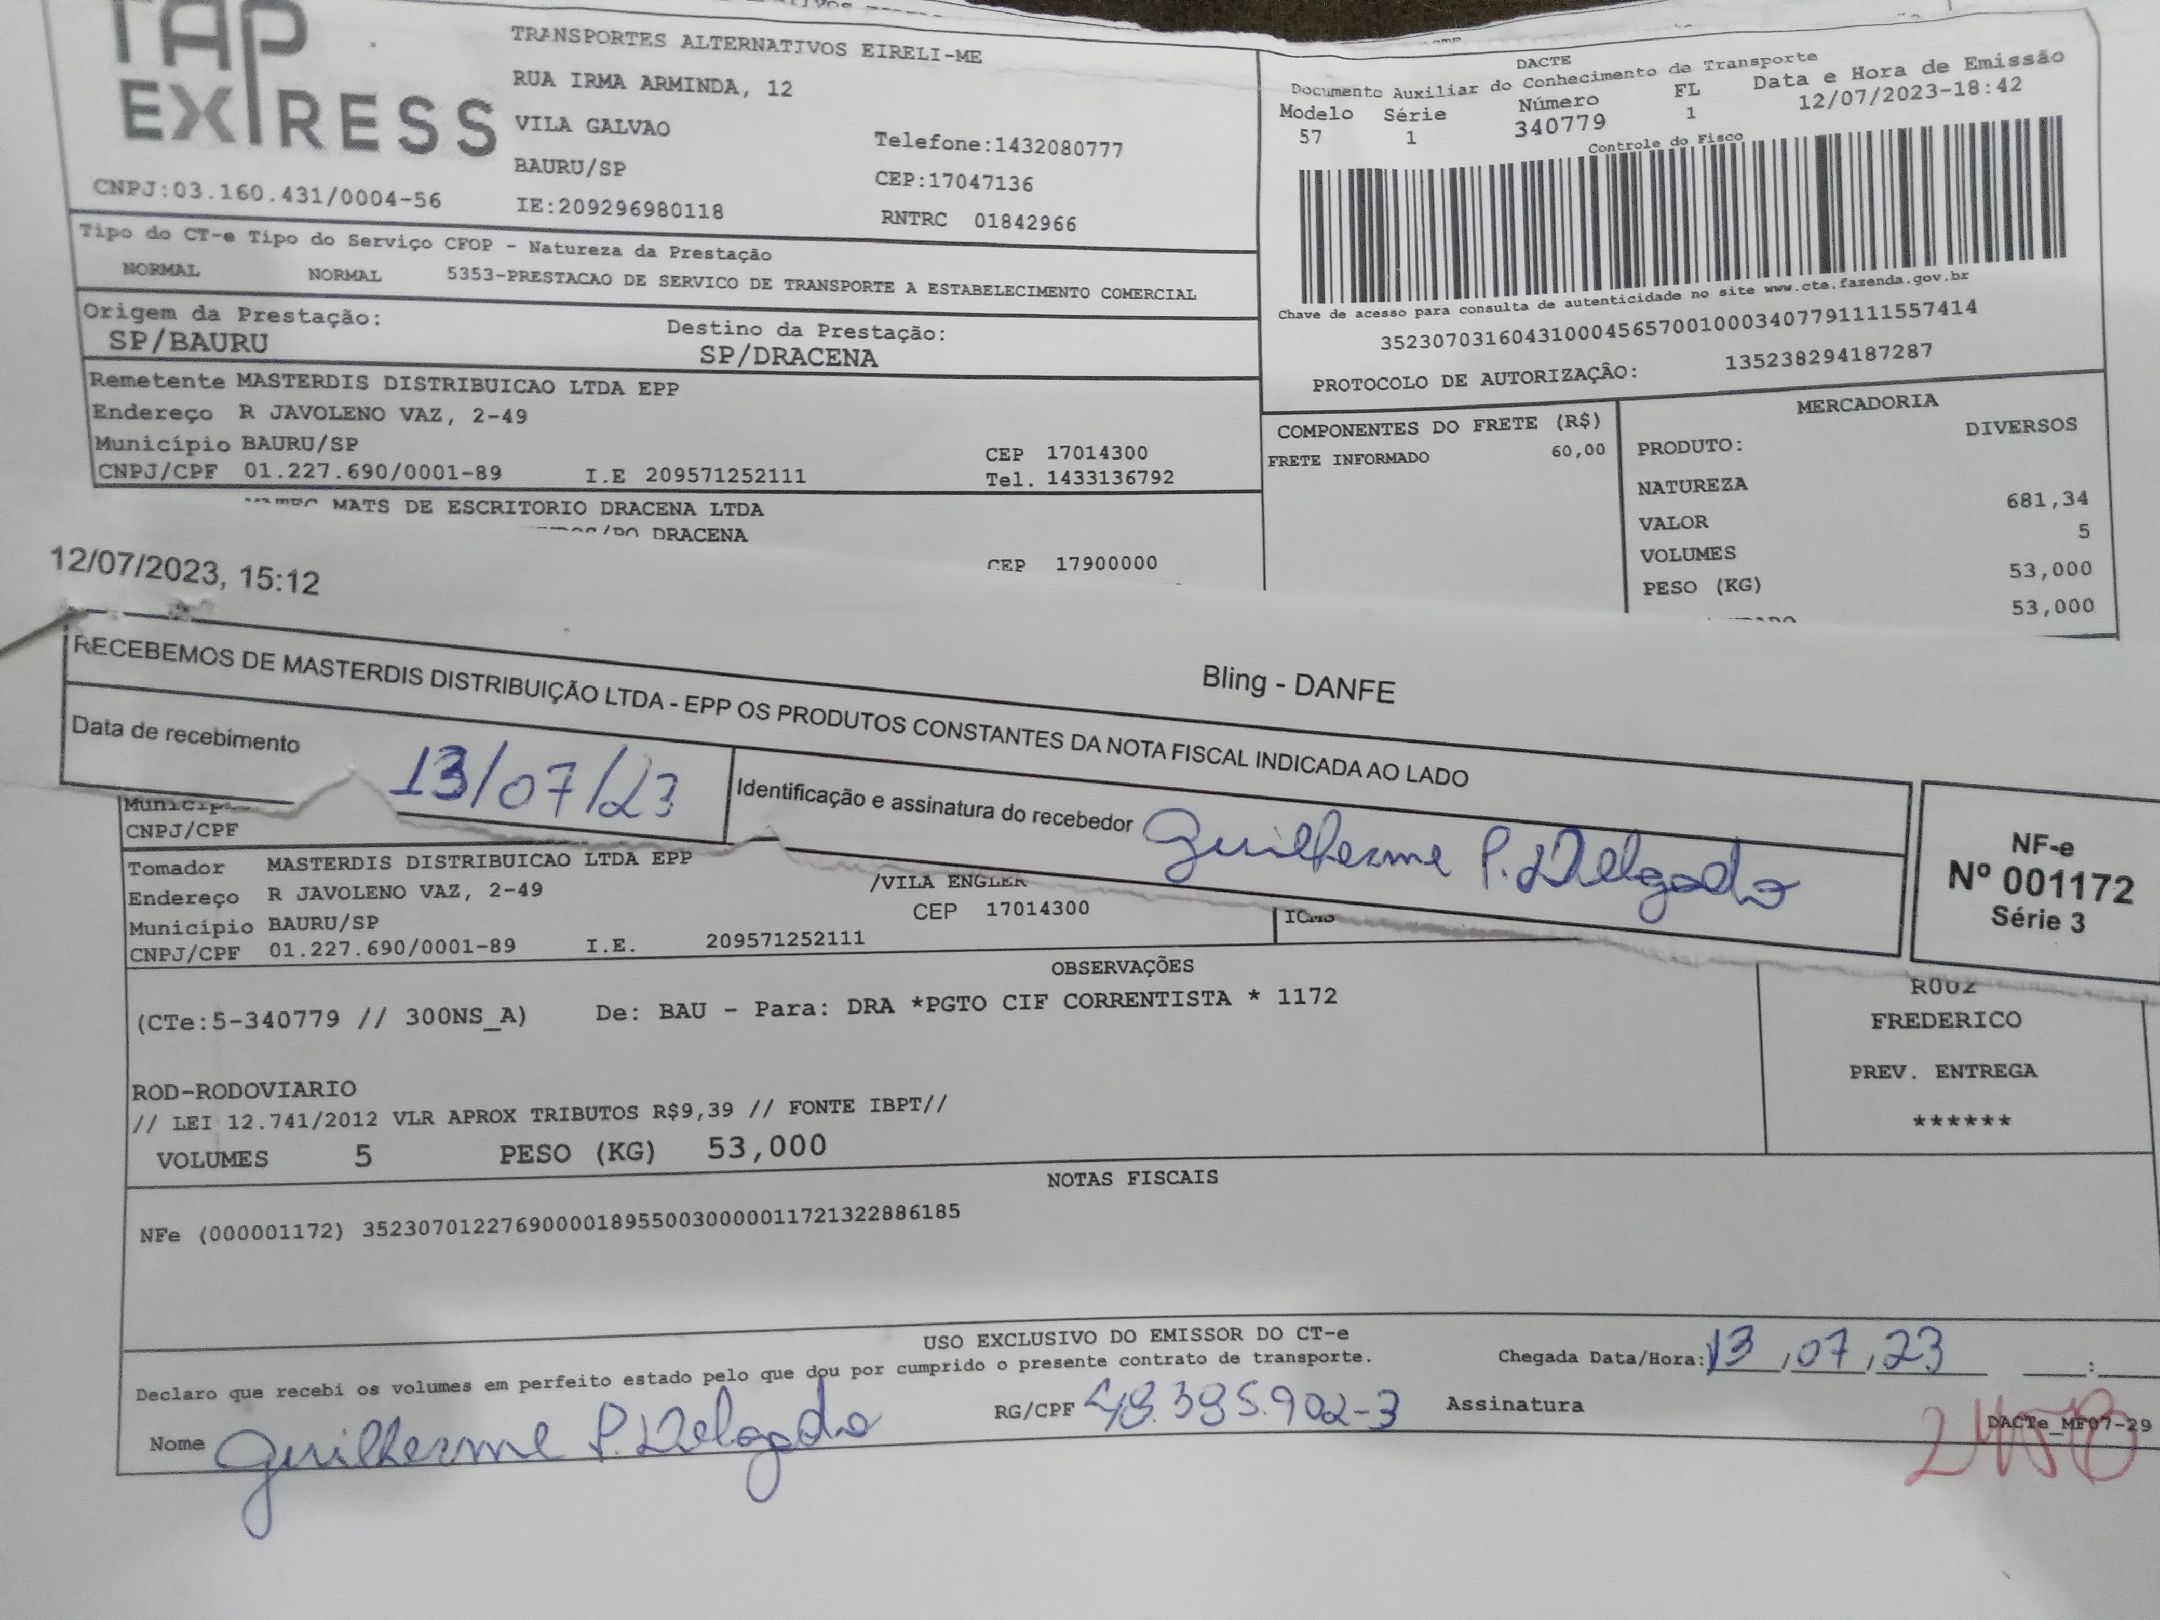 TAP
EXPRESS
CNPJ:03.160.431/0004-56
TRANSPORTES ALTERNATIVOS EIRELI-ME
RUA IRMA ARMINDA, 12
VILA GALVAO
BAURU/SP
IE:209296980118
Telefone:1432080777
CEP:17047136
RNTRC 01842966
DACTE
Documento Auxiliar do Conhecimento de Transporte
Modelo Série Número FL Data e Hora de Emissão
57 1 340779 1 12/07/2023-18:42
Controle do Fisco
Chave de acesso para consulta de autenticidade no site www.cte.fazenda.gov.br
35230703160431000456570010003407791111557414
PROTOCOLO DE AUTORIZAÇÃO: 135238294187287
Tipo do CT-e Tipo do Serviço CFOP - Natureza da Prestação
NORMAL NORMAL 5353-PRESTACAO DE SERVICO DE TRANSPORTE A ESTABELECIMENTO COMERCIAL
Origem da Prestação: Destino da Prestação:
SP/BAURU SP/DRACENA
Remetente MASTERDIS DISTRIBUICAO LTDA EPP
Endereço R JAVOLENO VAZ, 2-49
Município BAURU/SP CEP 17014300
CNPJ/CPF 01.227.690/0001-89 I.E 209571252111 Tel. 1433136792
MATS DE ESCRITORIO DRACENA LTDA
DRACENA
CEP 17900000
COMPONENTES DO FRETE (R$)
FRETE INFORMADO 60,00
MERCADORIA
PRODUTO: DIVERSOS
NATUREZA
VALOR 681,34
VOLUMES 5
PESO (KG) 53,000
53,000
12/07/2023, 15:12
Bling - DANFE
RECEBEMOS DE MASTERDIS DISTRIBUIÇÃO LTDA - EPP OS PRODUTOS CONSTANTES DA NOTA FISCAL INDICADA AO LADO
Data de recebimento
13/07/23
Identificação e assinatura do recebedor
Guilherme P. Delgado
NF-e
Nº 001172
Série 3
CNPJ/CPF
Tomador MASTERDIS DISTRIBUICAO LTDA EPP
Endereço R JAVOLENO VAZ, 2-49 /VILA ENGLER
Município BAURU/SP CEP 17014300
CNPJ/CPF 01.227.690/0001-89 I.E. 209571252111
ICMS
OBSERVAÇÕES
(CTe:5-340779 // 300NS_A) De: BAU - Para: DRA *PGTO CIF CORRENTISTA * 1172
ROD-RODOVIARIO
// LEI 12.741/2012 VLR APROX TRIBUTOS R$9,39 // FONTE IBPT//
VOLUMES 5 PESO (KG) 53,000
R002
FREDERICO
PREV. ENTREGA
******
NOTAS FISCAIS
NFe (000001172) 35230701227690000189550030000011721322886185
USO EXCLUSIVO DO EMISSOR DO CT-e
Declaro que recebi os volumes em perfeito estado pelo que dou por cumprido o presente contrato de transporte.
Chegada Data/Hora: 13,07,23 :
Nome Guilherme P. Delgado RG/CPF 48.385.902-3 Assinatura
DACTe_MF07-29